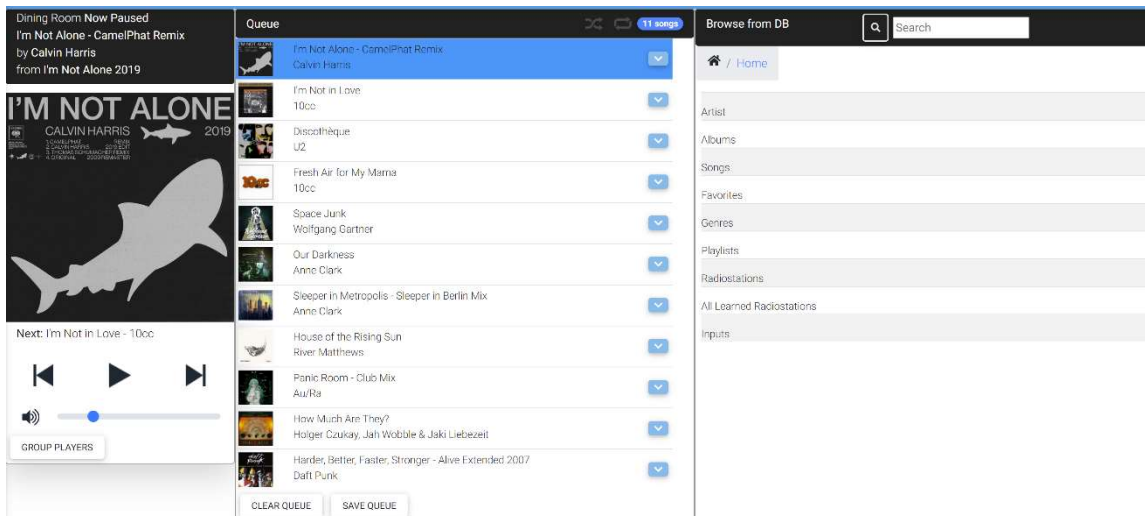 Dining Room Now Paused
I'm Not Alone - CamelPhat Remix
by Calvin Harris
from I'm Not Alone 2019
I'M NOT ALONE
CALVIN HARRIS 2019
Next: I'm Not in Love - 10cc
GROUP PLAYERS
Queue
11 songs
I'm Not Alone - CamelPhat Remix
Calvin Harris
I'm Not in Love
10cc
Discothèque
U2
Fresh Air for My Mama
10cc
Space Junk
Wolfgang Gartner
Our Darkness
Anne Clark
Sleeper in Metropolis - Sleeper in Berlin Mix
Anne Clark
House of the Rising Sun
River Matthews
Panic Room - Club Mix
Au/Ra
How Much Are They?
Holger Czukay, Jah Wobble & Jaki Liebezeit
Harder, Better, Faster, Stronger - Alive Extended 2007
Daft Punk
CLEAR QUEUE SAVE QUEUE
Browse from DB
Search
/ Home
Artist
Albums
Songs
Favorites
Genres
Playlists
Radiostations
All Learned Radiostations
Inputs